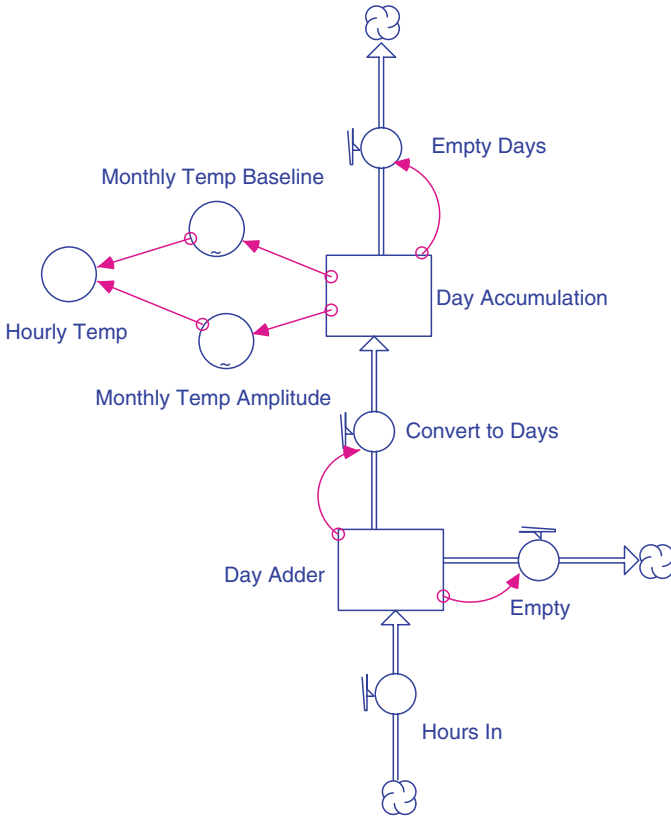 Empty Days
Monthly Temp Baseline
Day Accumulation
Hourly Temp
Monthly Temp Amplitude
Convert to Days
Day Adder
Empty
Hours In